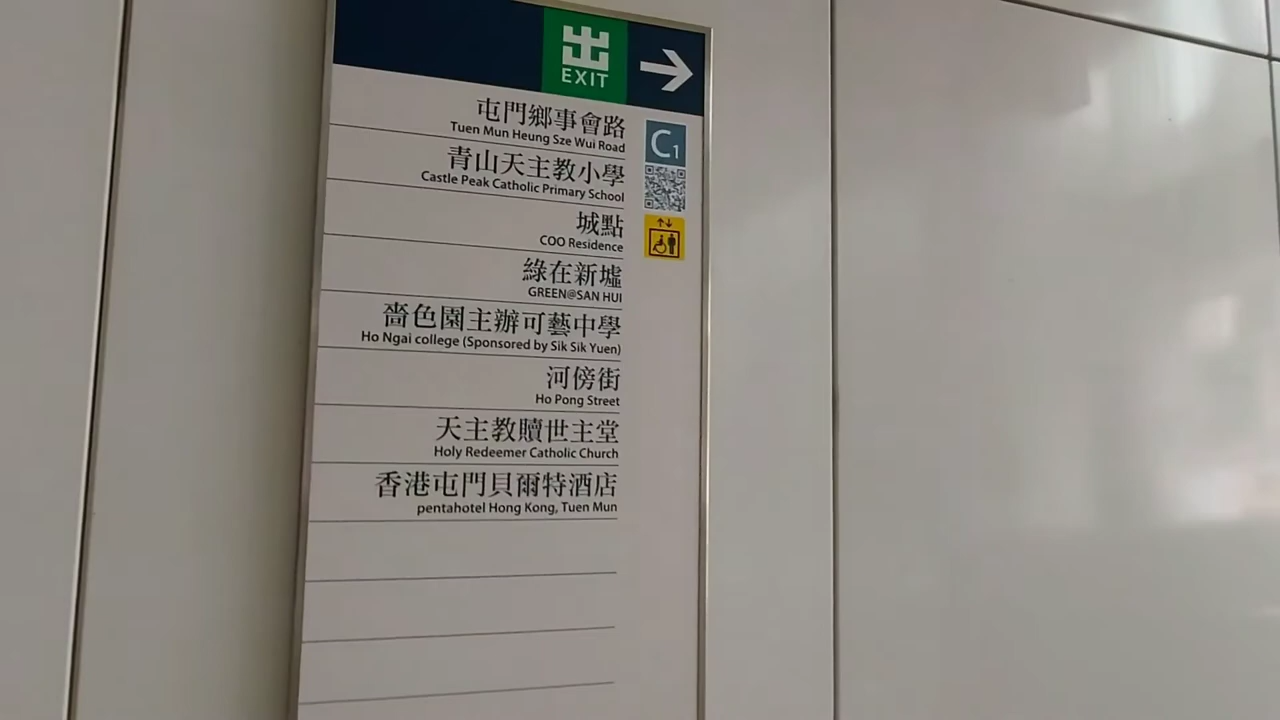 出
EXIT
屯門鄉事會路
Tuen Mun Heung Sze Wui Road
C1
青山天主教小學
Castle Peak Catholic Primary School
城點
COO Residence
綠在新墟
GREEN@SAN HUI
嗇色園主辦可藝中學
Ho Ngai college (Sponsored by Sik Sik Yuen)
河傍街
Ho Pong Street
天主教贖世主堂
Holy Redeemer Catholic Church
香港屯門貝爾特酒店
pentahotel Hong Kong, Tuen Mun